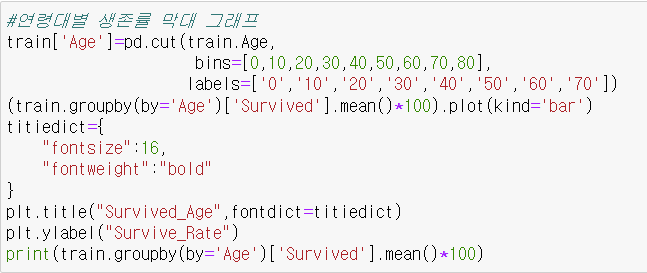 #연령대별 생존률 막대 그래프
train['Age']=pd.cut(train.Age,
bins=[0,10,20,30,40,50,60,70,80],
labels=['0','10','20','30','40','50','60','70'])
(train.groupby(by='Age')['Survived'].mean()*100).plot(kind='bar')
titiedict={
"fontsize":16,
"fontweight":"bold"
}
plt.title("Survived_Age",fontdict=titiedict)
plt.ylabel("Survive_Rate")
print(train.groupby(by='Age')['Survived'].mean()*100)